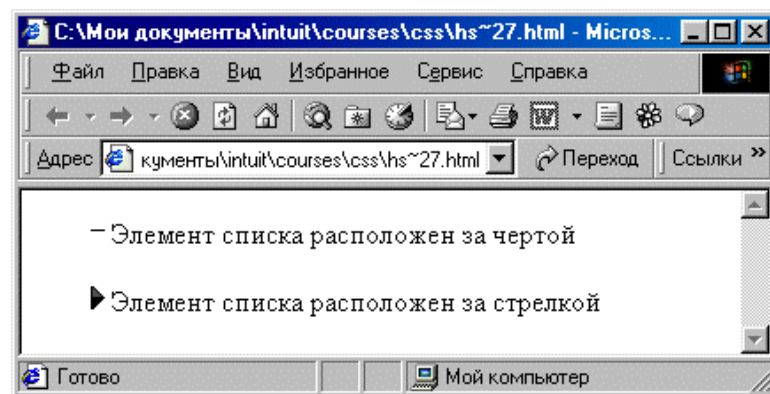 C:\Мои документы\intuit\courses\css\hs~27.html - Micros...
Файл Правка Вид Избранное Сервис Справка
Адрес кументы\intuit\courses\css\hs~27.html Переход Ссылки »
Элемент списка расположен за чертой
Элемент списка расположен за стрелкой
Готово Мой компьютер